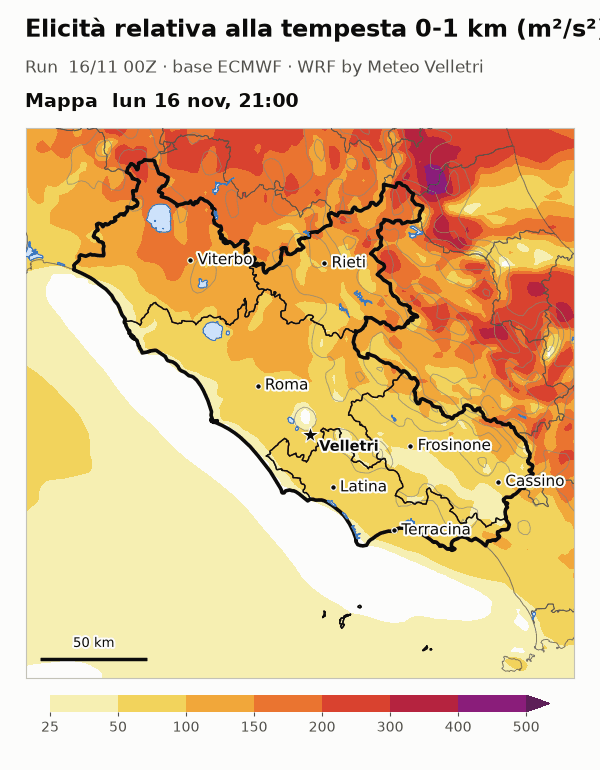 Elicità relativa alla tempesta 0-1 km (m²/s²)
Run 16/11 00Z · base ECMWF · WRF by Meteo Velletri
Mappa lun 16 nov, 21:00
Viterbo
Rieti
Roma
Velletri
Frosinone
Cassino
Latina
Terracina
50 km
25 50 100 150 200 300 400 500